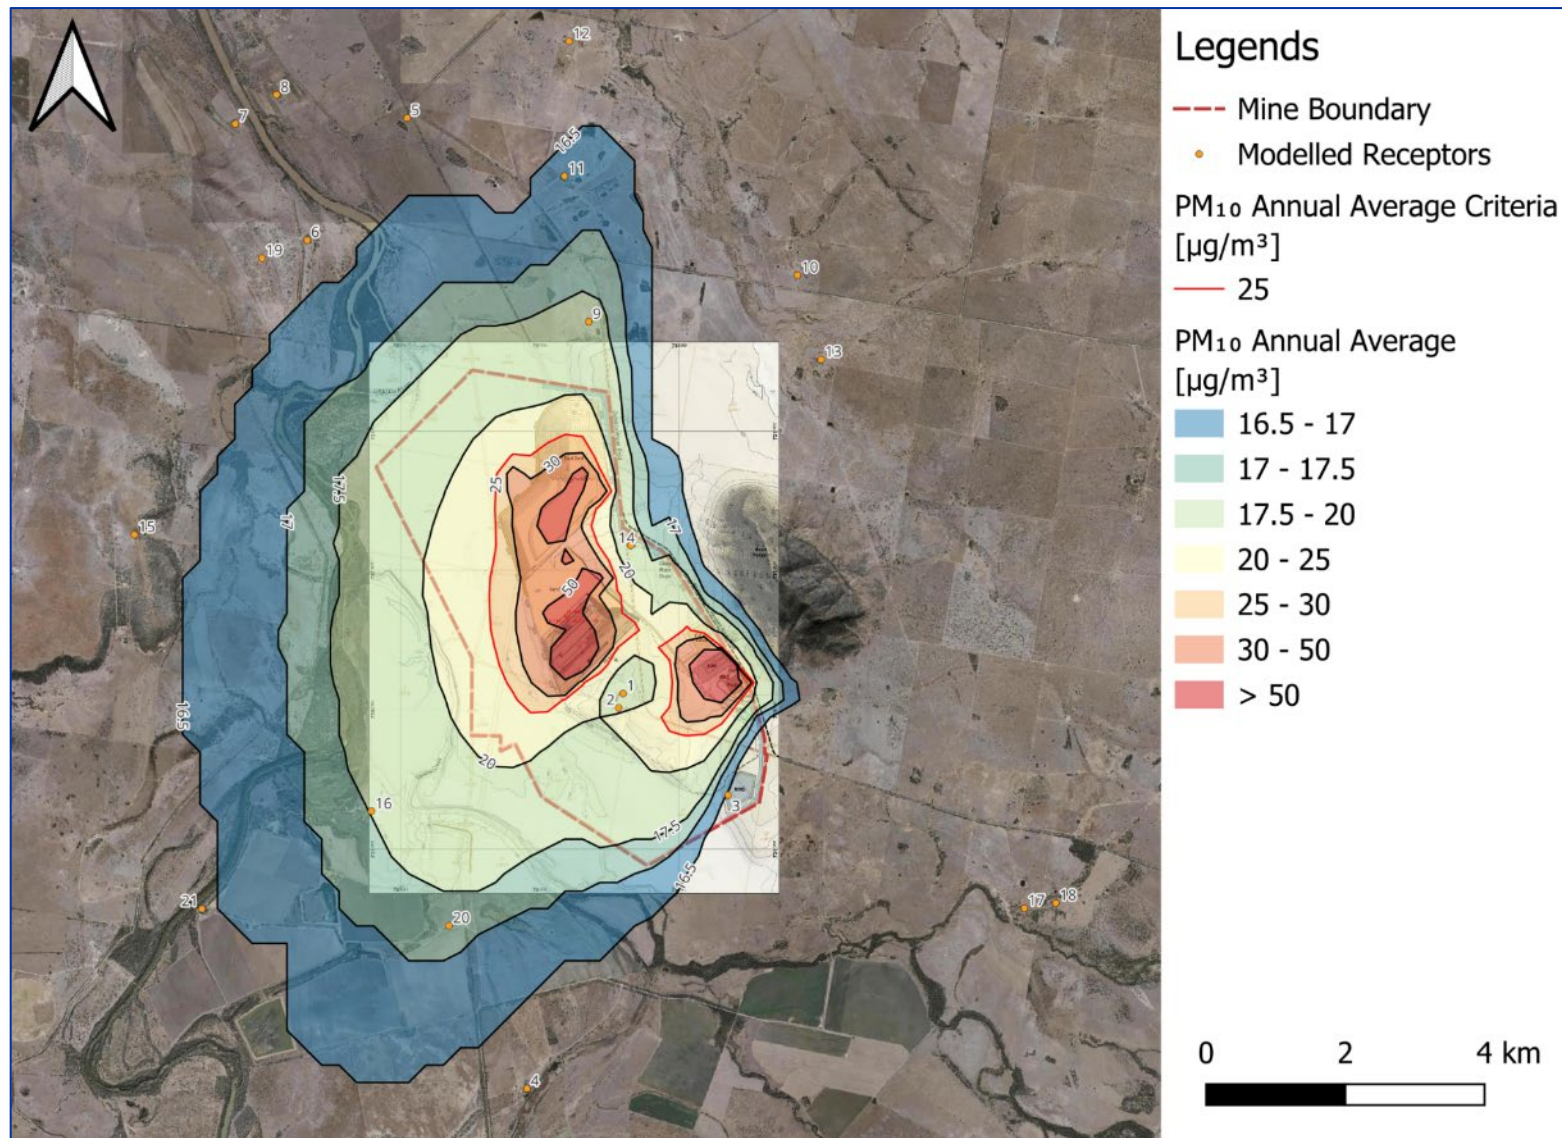 Legends
Mine Boundary
Modelled Receptors
PM₁₀ Annual Average Criteria
[µg/m³]
25
PM₁₀ Annual Average
[µg/m³]
16.5 - 17
17 - 17.5
17.5 - 20
20 - 25
25 - 30
30 - 50
> 50
0 2 4 km
12
8
7
5
16.5
11
6
19
10
9
13
30
25
17.5
17
17
15
14
20
50
1
2
16.5
20
3
16
17.5
16.5
21
20
17
18
4